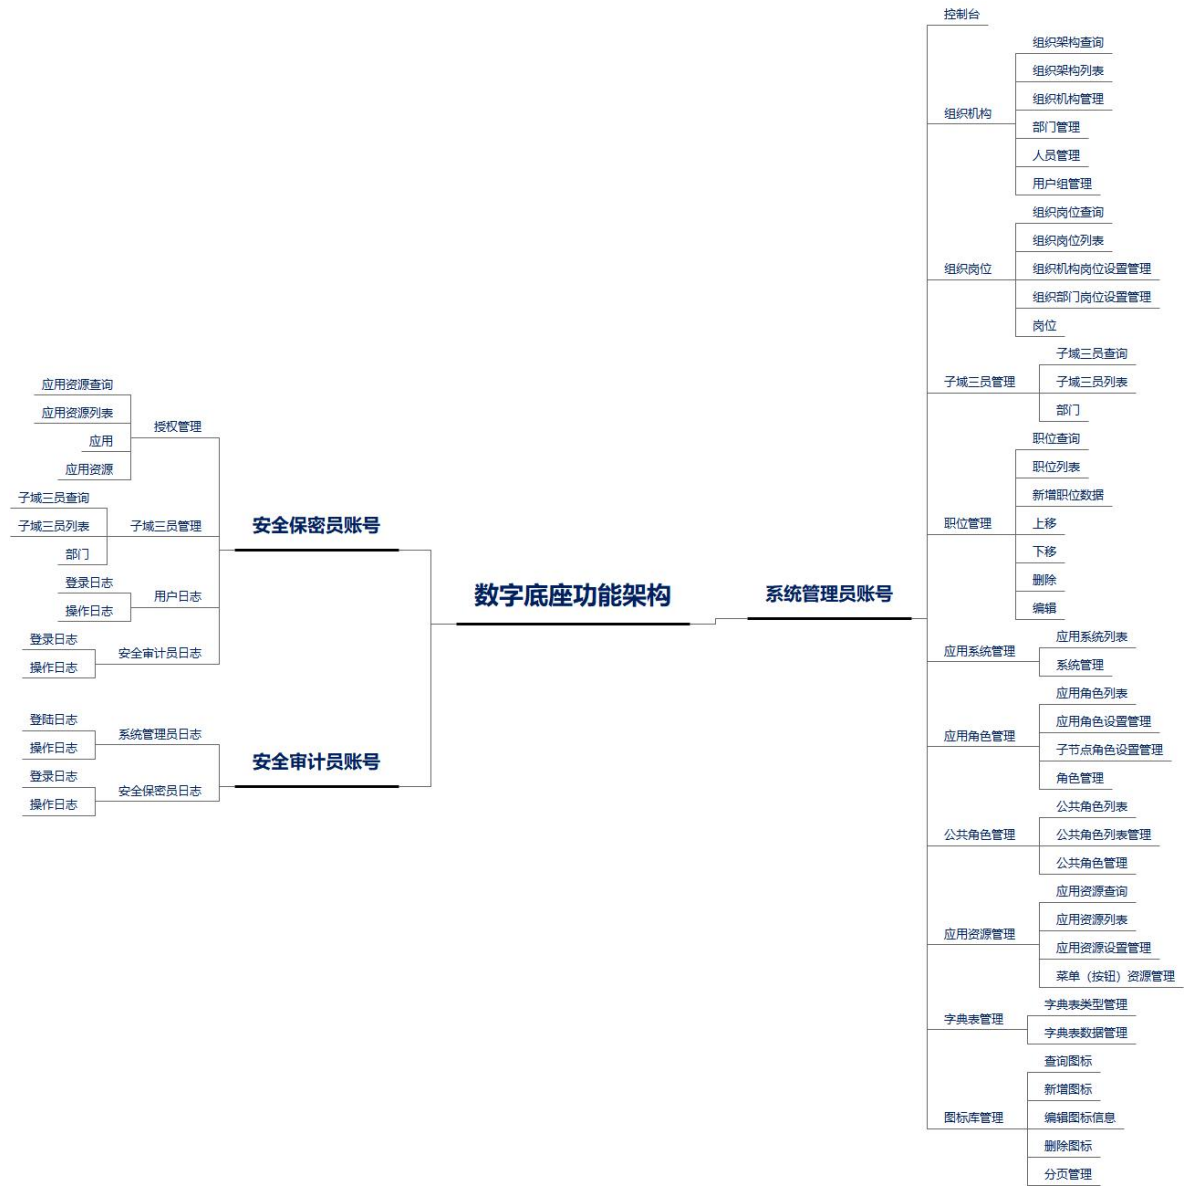 数字底座功能架构
安全保密员账号
授权管理
应用资源查询
应用资源列表
应用
应用资源
子域三员管理
子域三员查询
子域三员列表
部门
用户日志
登录日志
操作日志
安全审计员日志
登录日志
操作日志
安全审计员账号
系统管理员日志
登陆日志
操作日志
安全保密员日志
登录日志
操作日志
系统管理员账号
控制台
组织机构
组织架构查询
组织架构列表
组织机构管理
部门管理
人员管理
用户组管理
组织岗位
组织岗位查询
组织岗位列表
组织机构岗位设置管理
组织部门岗位设置管理
岗位
子域三员管理
子域三员查询
子域三员列表
部门
职位管理
职位查询
职位列表
新增职位数据
上移
下移
删除
编辑
应用系统管理
应用系统列表
系统管理
应用角色管理
应用角色列表
应用角色设置管理
子节点角色设置管理
角色管理
公共角色管理
公共角色列表
公共角色列表管理
公共角色管理
应用资源管理
应用资源查询
应用资源列表
应用资源设置管理
菜单（按钮）资源管理
字典表管理
字典表类型管理
字典表数据管理
图标库管理
查询图标
新增图标
编辑图标信息
删除图标
分页管理